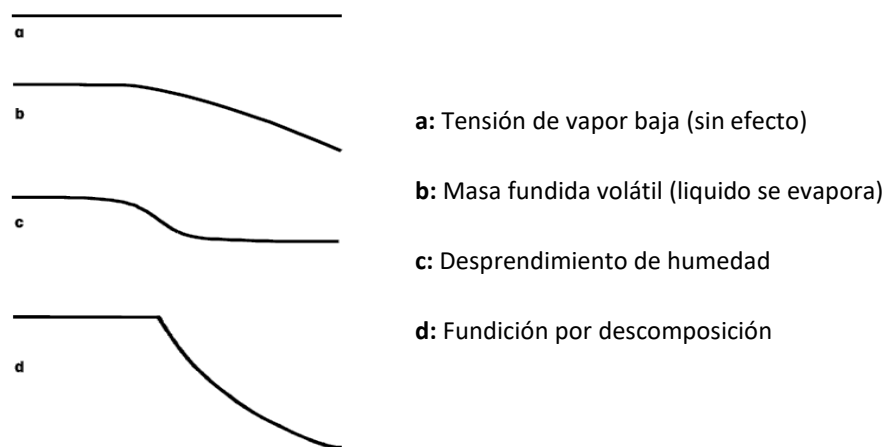 a
b
c
d
a: Tensión de vapor baja (sin efecto)
b: Masa fundida volátil (liquido se evapora)
c: Desprendimiento de humedad
d: Fundición por descomposición